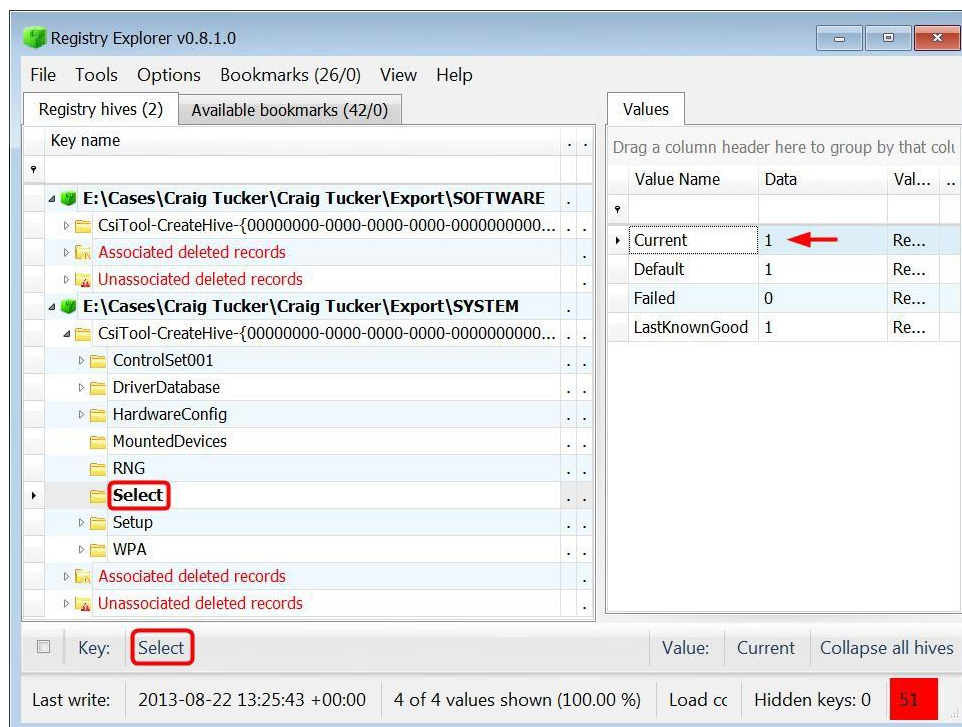 Registry Explorer v0.8.1.0
File Tools Options Bookmarks (26/0) View Help
Registry hives (2) Available bookmarks (42/0)
Key name
E:\Cases\Craig Tucker\Craig Tucker\Export\SOFTWARE
CsiTool-CreateHive-{00000000-0000-0000-0000-0000000000...
Associated deleted records
Unassociated deleted records
E:\Cases\Craig Tucker\Craig Tucker\Export\SYSTEM
CsiTool-CreateHive-{00000000-0000-0000-0000-0000000000...
ControlSet001
DriverDatabase
HardwareConfig
MountedDevices
RNG
Select
Setup
WPA
Associated deleted records
Unassociated deleted records
Values
Drag a column header here to group by that colu
Value Name Data Val... ..
Current 1 Re...
Default 1 Re...
Failed 0 Re...
LastKnownGood 1 Re...
Key: Select Value: Current Collapse all hives
Last write: 2013-08-22 13:25:43 +00:00 4 of 4 values shown (100.00 %) Load cc Hidden keys: 0 51